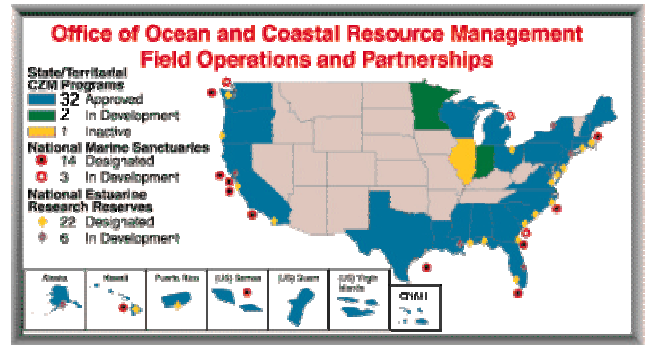 Office of Ocean and Coastal Resource Management
Field Operations and Partnerships
State/Territorial
CZM Programs
32 Approved
2 In Development
1 Inactive
National Marine Sanctuaries
14 Designated
3 In Development
National Estuarine
Research Reserves
22 Designated
6 In Development
Alaska
Hawaii
Puerto Rico
(US) Samoa
(US) Guam
(US) Virgin
Islands
CNMI